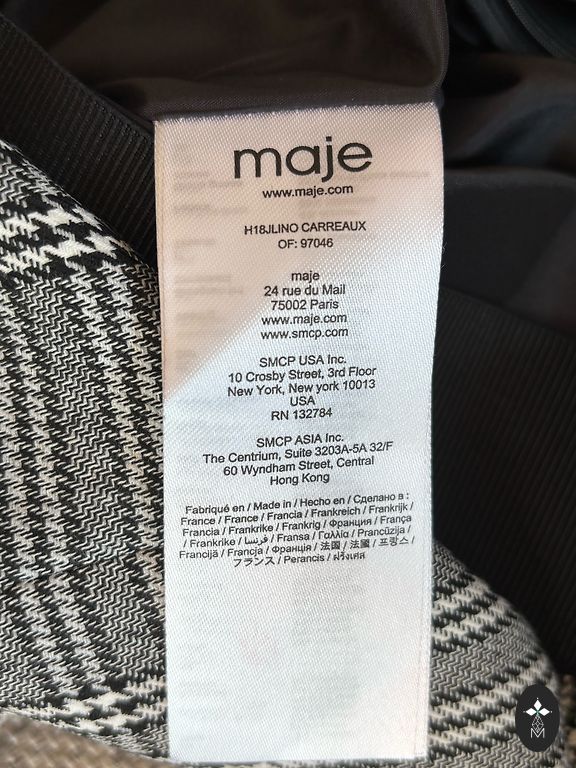 maje
www.maje.com
H18JLINO CARREAUX
OF: 97046
maje
24 rue du Mail
75002 Paris
www.maje.com
www.smcp.com
SMCP USA Inc.
10 Crosby Street, 3rd Floor
New York, New york 10013
USA
RN 132784
SMCP ASIA Inc.
The Centrium, Suite 3203A-5A 32/F
60 Wyndham Street, Central
Hong Kong
Fabriqué en / Made in / Hecho en / Сделано в :
France / France / Francia / Frankreich / Frankrijk /
Francia / Frankrike / Frankrig / Франция / França
/ Frankrike / فرنسا / Fransa / Γαλλία / Prancūzija /
Francijā / Francja / Франція / 法国 / 法國 / 프랑스 /
フランス / Perancis / ฝรั่งเศส
M